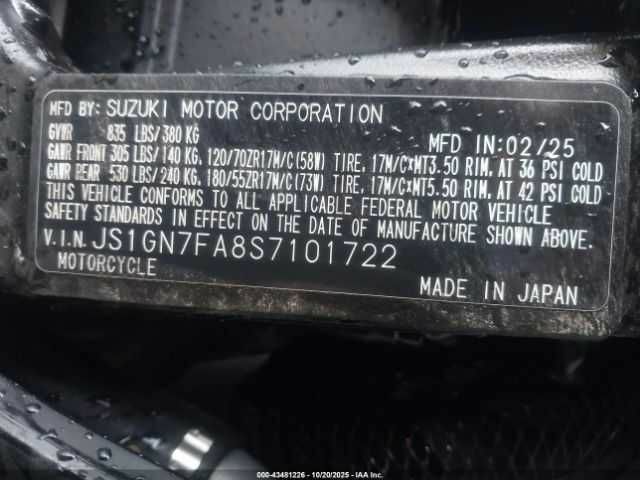 MFD BY: SUZUKI MOTOR CORPORATION
GVWR 835 LBS/380 KG MFD IN:02/25
GAWR FRONT 305 LBS/140 KG, 120/70ZR17M/C(58W) TIRE, 17M/C×MT3.50 RIM, AT 36 PSI COLD
GAWR REAR 530 LBS/240 KG, 180/55ZR17M/C(73W) TIRE, 17M/C×MT5.50 RIM, AT 42 PSI COLD
THIS VEHICLE CONFORMS TO ALL APPLICABLE FEDERAL MOTOR VEHICLE
SAFETY STANDARDS IN EFFECT ON THE DATE OF MANUFACTURE SHOWN ABOVE.
V.I.N. JS1GN7FA8S7101722
MOTORCYCLE
MADE IN JAPAN
000-43481226 - 10/20/2025 - IAA Inc.